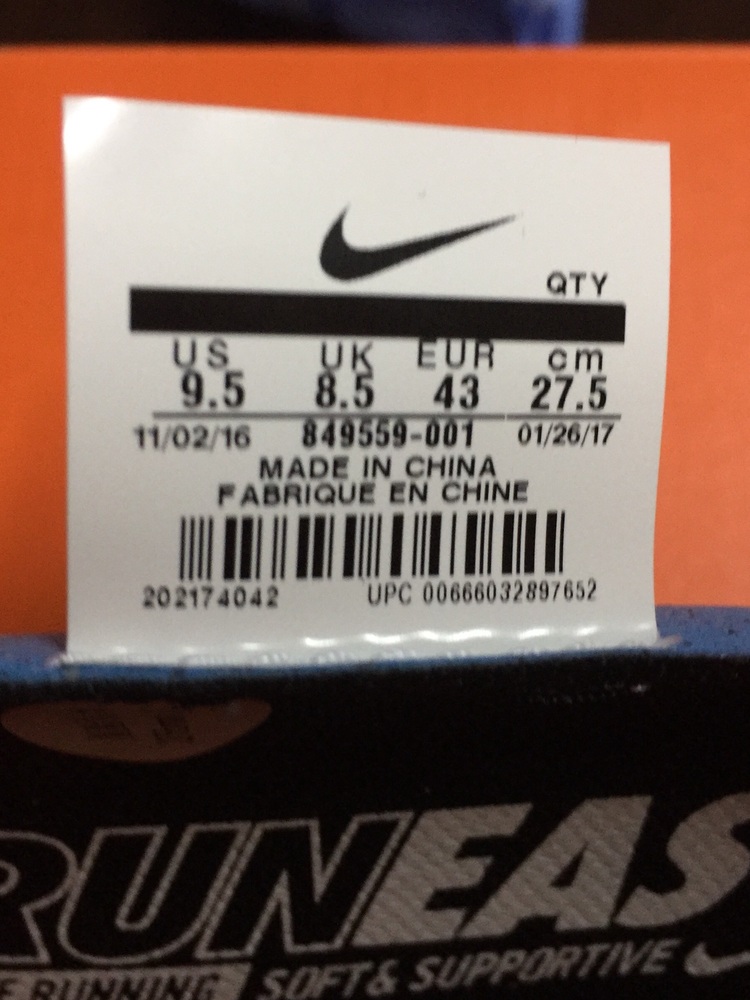 QTY
US UK EUR cm
9.5 8.5 43 27.5
11/02/16 849559-001 01/26/17
MADE IN CHINA
FABRIQUE EN CHINE
202174042 UPC 00666032897652
RUNEAS
RUNNING SOFT & SUPPORTIVE